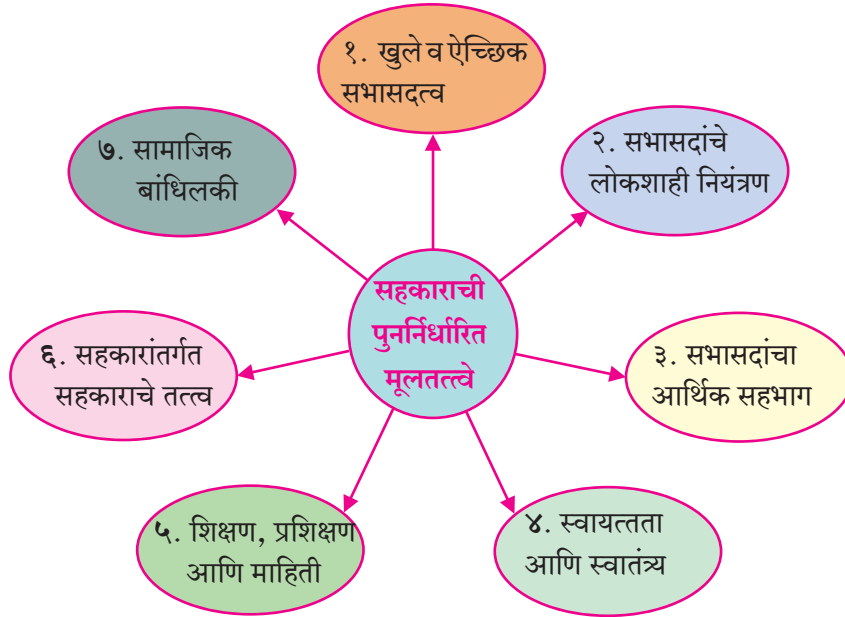 १. खुले व ऐच्छिक
सभासदत्व
२. सभासदांचे
लोकशाही नियंत्रण
३. सभासदांचा
आर्थिक सहभाग
४. स्वायत्तता
आणि स्वातंत्र्य
५. शिक्षण, प्रशिक्षण
आणि माहिती
६. सहकारांतर्गत
सहकाराचे तत्त्व
७. सामाजिक
बांधिलकी
सहकाराची
पुनर्निर्धारित
मूलतत्त्वे